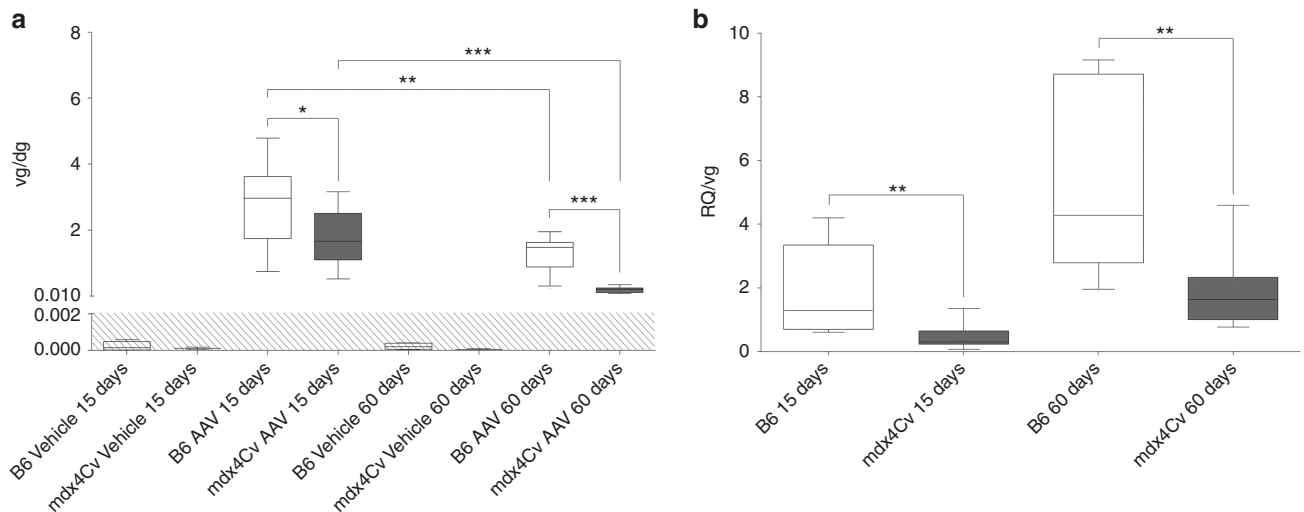 a
8
6
4
2
0.010
0.002
0.000
vg/dg
*
**
***
***
B6 Vehicle 15 days
mdx4Cv Vehicle 15 days
B6 AAV 15 days
mdx4Cv AAV 15 days
B6 Vehicle 60 days
mdx4Cv Vehicle 60 days
B6 AAV 60 days
mdx4Cv AAV 60 days
b
10
8
6
4
2
0
RQ/vg
**
**
B6 15 days
mdx4Cv 15 days
B6 60 days
mdx4Cv 60 days